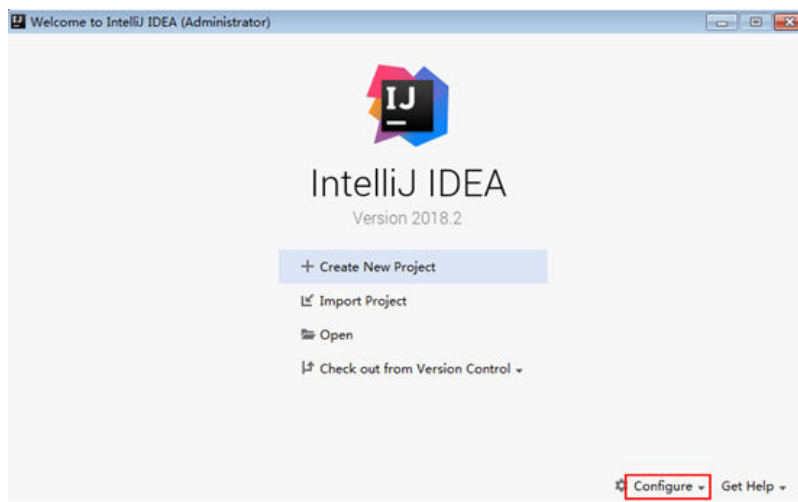 Welcome to IntelliJ IDEA (Administrator)
IJ
IntelliJ IDEA
Version 2018.2
Create New Project
Import Project
Open
Check out from Version Control
Configure
Get Help